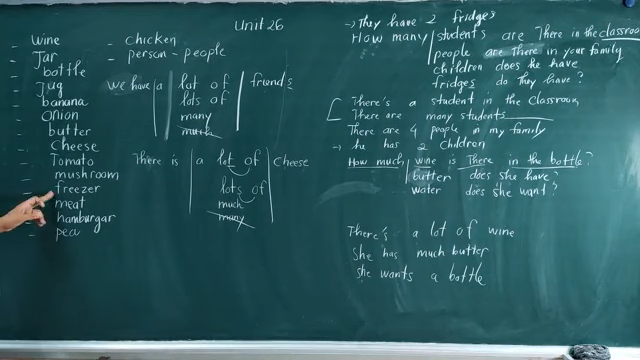 Unit 26
wine
Jar
bottle
Jug
banana
onion
butter
Cheese
Tomato
mushroom
freezer
meat
hamburgar
pea
chicken
person - people
we have a lot of friends
lots of
many
much
There is a lot of cheese
lots of
much
many
→ They have 2 fridges
How many students are There in the classroom
people are there in your family
children does he have
fridges do they have?
There's a student in the classroom
There are many students
There are 4 people in my family
→ he has 2 children
How much wine is There in the bottle?
butter does she have?
water does she want?
There's a lot of wine
She has much butter
she wants a bottle